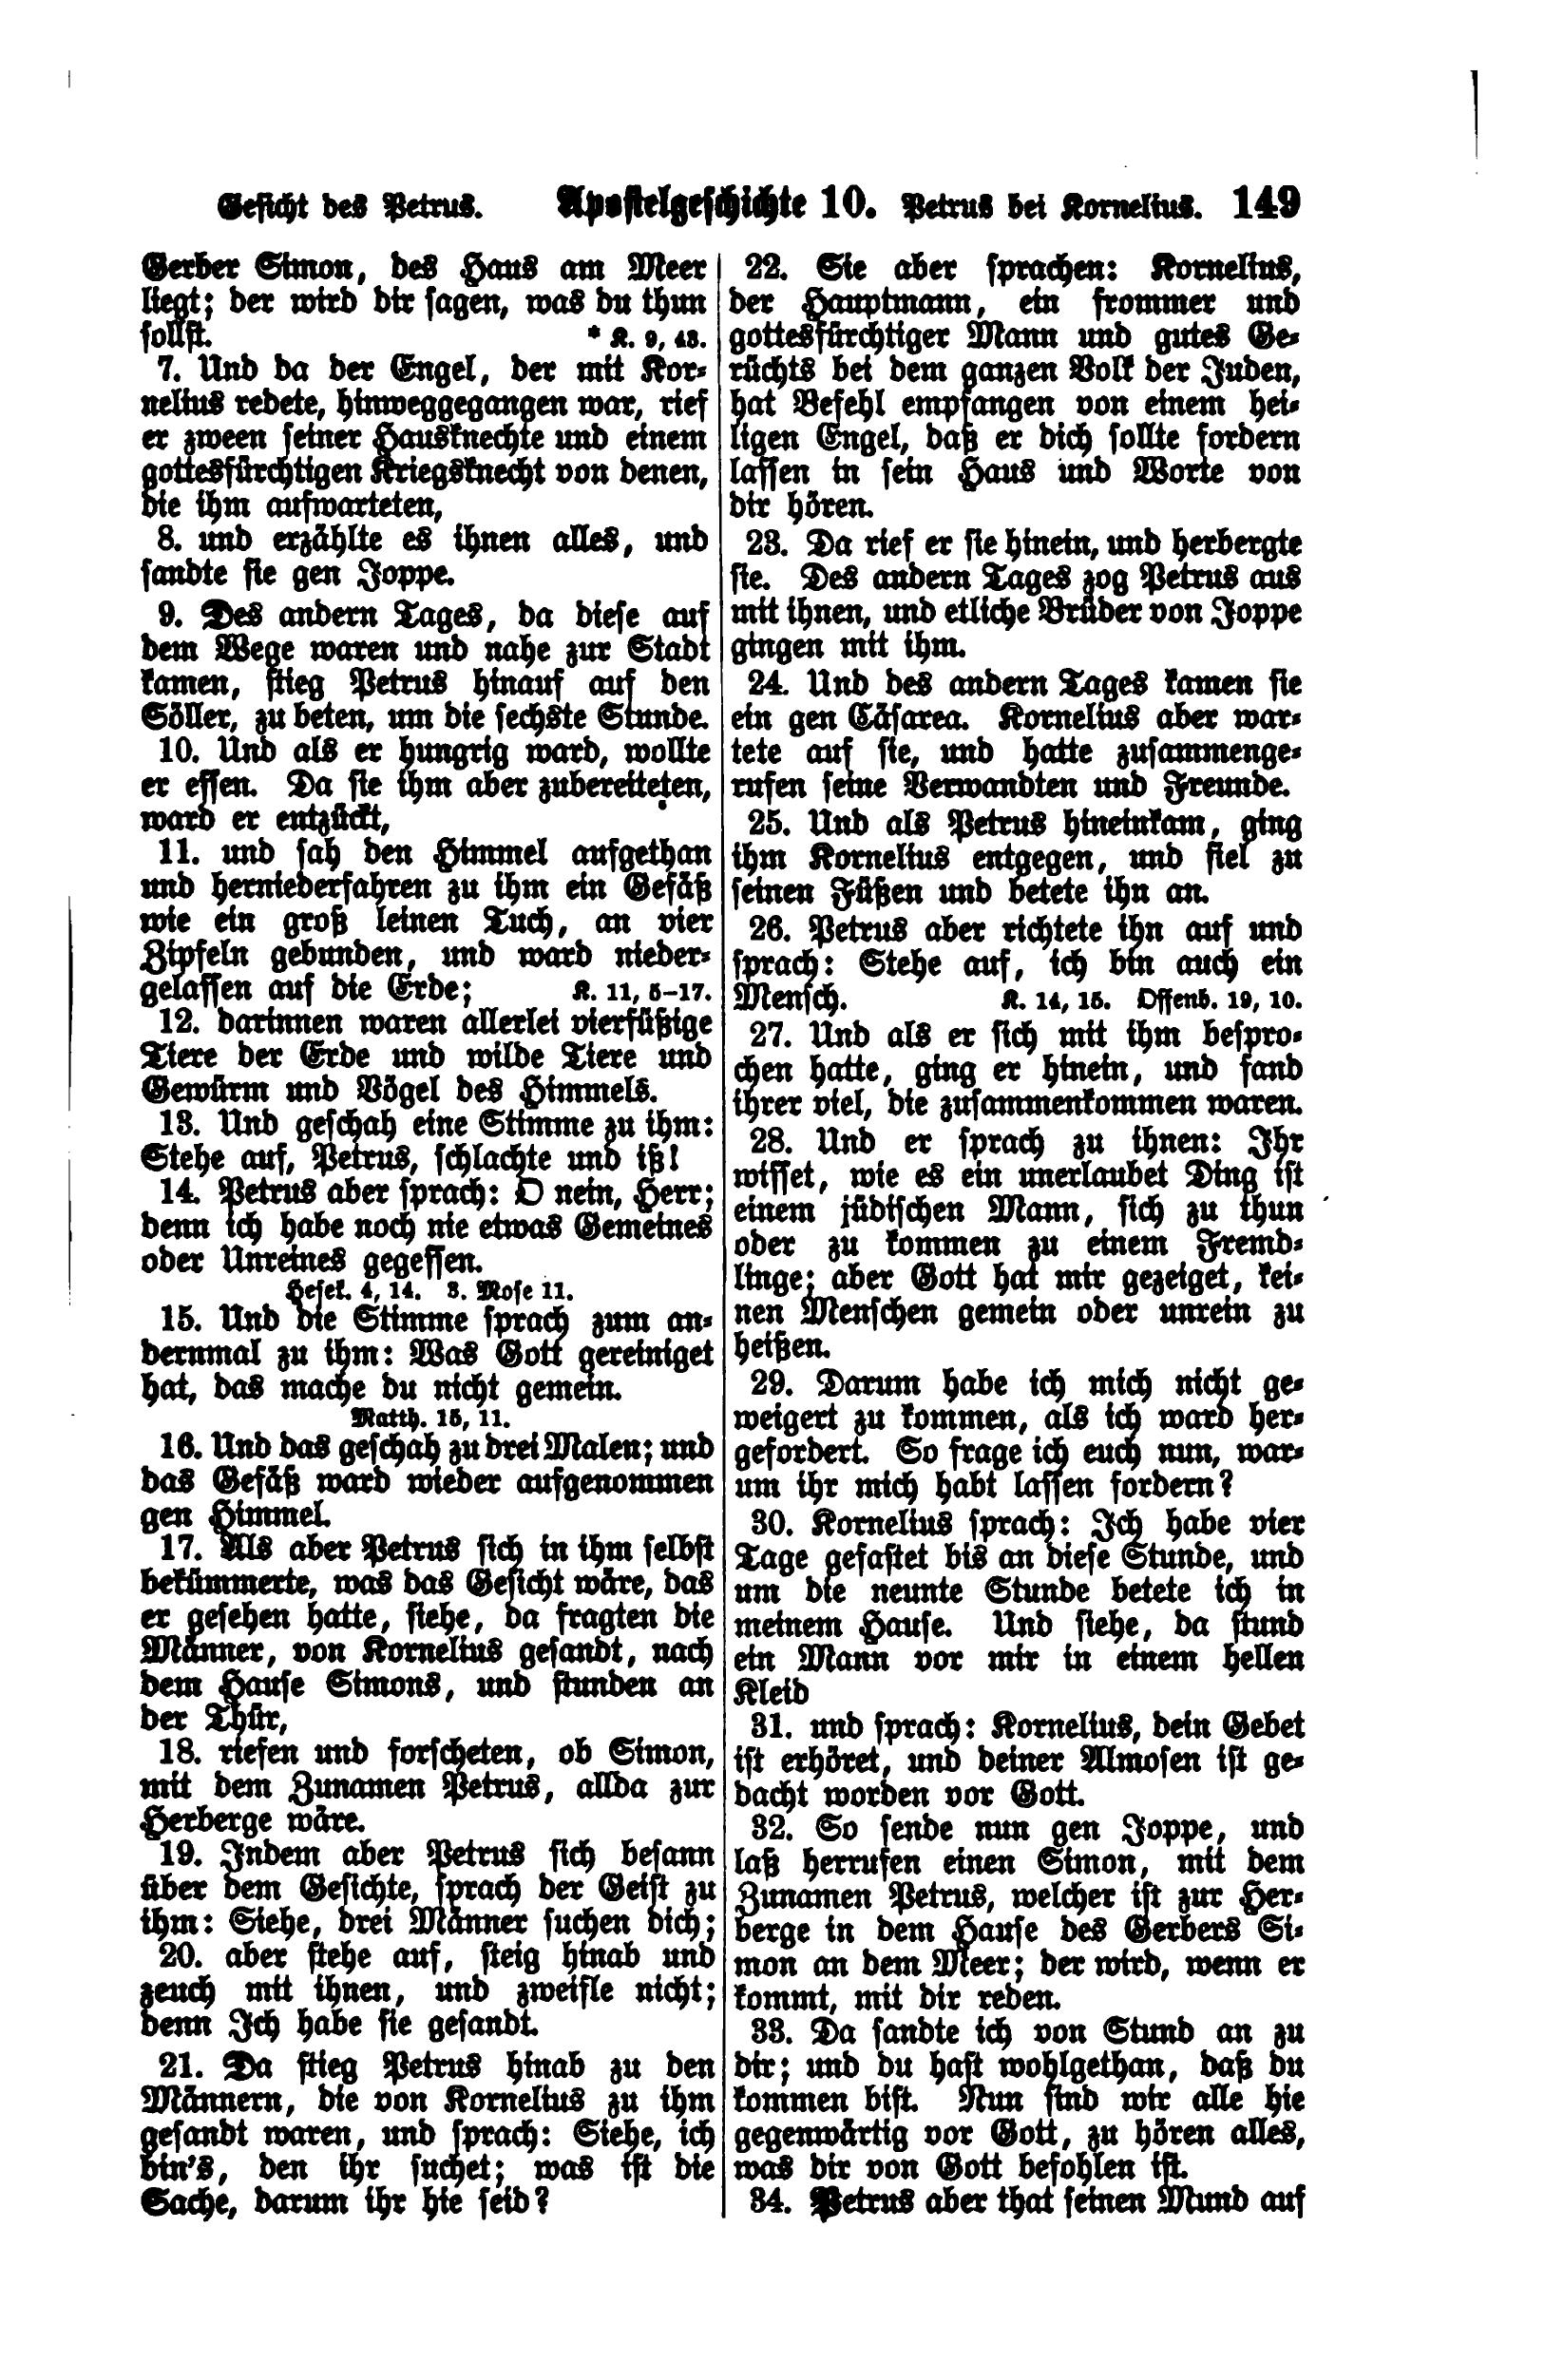 Gesicht des Petrus. Apostelgeschichte 10. Petrus bei Kornelius. 149
Gerber Simon, des Haus am Meer
liegt; der wird dir sagen, was du thun
sollst. * K. 9, 43.
7. Und da der Engel, der mit Kor-
nelius redete, hinweggegangen war, rief
er zween seiner Hausknechte und einem
gottesfürchtigen Kriegsknecht von denen,
die ihm aufwarteten,
8. und erzählte es ihnen alles, und
sandte sie gen Joppe.
9. Des andern Tages, da diese auf
dem Wege waren und nahe zur Stadt
kamen, stieg Petrus hinauf auf den
Söller, zu beten, um die sechste Stunde.
10. Und als er hungrig ward, wollte
er essen. Da sie ihm aber zubereiteten,
ward er entzückt,
11. und sah den Himmel aufgethan
und herniederfahren zu ihm ein Gefäß
wie ein groß leinen Tuch, an vier
Zipfeln gebunden, und ward nieder-
gelassen auf die Erde; K. 11, 5–17.
12. darinnen waren allerlei vierfüßige
Tiere der Erde und wilde Tiere und
Gewürm und Vögel des Himmels.
13. Und geschah eine Stimme zu ihm:
Stehe auf, Petrus, schlachte und iß!
14. Petrus aber sprach: O nein, Herr;
denn ich habe noch nie etwas Gemeines
oder Unreines gegessen.
Hesek. 4, 14. 3. Mose 11.
15. Und die Stimme sprach zum an-
dernmal zu ihm: Was Gott gereiniget
hat, das mache du nicht gemein.
Matth. 15, 11.
16. Und das geschah zu drei Malen; und
das Gefäß ward wieder aufgenommen
gen Himmel.
17. Als aber Petrus sich in ihm selbst
bekümmerte, was das Gesicht wäre, das
er gesehen hatte, siehe, da fragten die
Männer, von Kornelius gesandt, nach
dem Hause Simons, und stunden an
der Thür,
18. riefen und forscheten, ob Simon,
mit dem Zunamen Petrus, allda zur
Herberge wäre.
19. Indem aber Petrus sich besann
über dem Gesichte, sprach der Geist zu
ihm: Siehe, drei Männer suchen dich;
20. aber stehe auf, steig hinab und
zeuch mit ihnen, und zweifle nicht;
denn Ich habe sie gesandt.
21. Da stieg Petrus hinab zu den
Männern, die von Kornelius zu ihm
gesandt waren, und sprach: Siehe, ich
bin's, den ihr suchet; was ist die
Sache, darum ihr hie seid?
22. Sie aber sprachen: Kornelius,
der Hauptmann, ein frommer und
gottesfürchtiger Mann und gutes Ge-
rüchts bei dem ganzen Volk der Juden,
hat Befehl empfangen von einem hei-
ligen Engel, daß er dich sollte fordern
lassen in sein Haus und Worte von
dir hören.
23. Da rief er sie hinein, und herbergte
sie. Des andern Tages zog Petrus aus
mit ihnen, und etliche Brüder von Joppe
gingen mit ihm.
24. Und des andern Tages kamen sie
ein gen Cäsarea. Kornelius aber war-
tete auf sie, und hatte zusammenge-
rufen seine Verwandten und Freunde.
25. Und als Petrus hineinkam, ging
ihm Kornelius entgegen, und fiel zu
seinen Füßen und betete ihn an.
26. Petrus aber richtete ihn auf und
sprach: Stehe auf, ich bin auch ein
Mensch. K. 14, 15. Offenb. 19, 10.
27. Und als er sich mit ihm bespro-
chen hatte, ging er hinein, und fand
ihrer viel, die zusammenkommen waren.
28. Und er sprach zu ihnen: Ihr
wisset, wie es ein unerlaubet Ding ist
einem jüdischen Mann, sich zu thun
oder zu kommen zu einem Fremd-
linge; aber Gott hat mir gezeiget, kei-
nen Menschen gemein oder unrein zu
heißen.
29. Darum habe ich mich nicht ge-
weigert zu kommen, als ich ward her-
gefordert. So frage ich euch nun, war-
um ihr mich habt lassen fordern?
30. Kornelius sprach: Ich habe vier
Tage gefastet bis an diese Stunde, und
um die neunte Stunde betete ich in
meinem Hause. Und siehe, da stund
ein Mann vor mir in einem hellen
Kleid
31. und sprach: Kornelius, dein Gebet
ist erhöret, und deiner Almosen ist ge-
dacht worden vor Gott.
32. So sende nun gen Joppe, und
laß herrufen einen Simon, mit dem
Zunamen Petrus, welcher ist zur Her-
berge in dem Hause des Gerbers Si-
mon an dem Meer; der wird, wenn er
kommt, mit dir reden.
33. Da sandte ich von Stund an zu
dir; und du hast wohlgethan, daß du
kommen bist. Nun sind wir alle hie
gegenwärtig vor Gott, zu hören alles,
was dir von Gott befohlen ist.
34. Petrus aber that seinen Mund auf